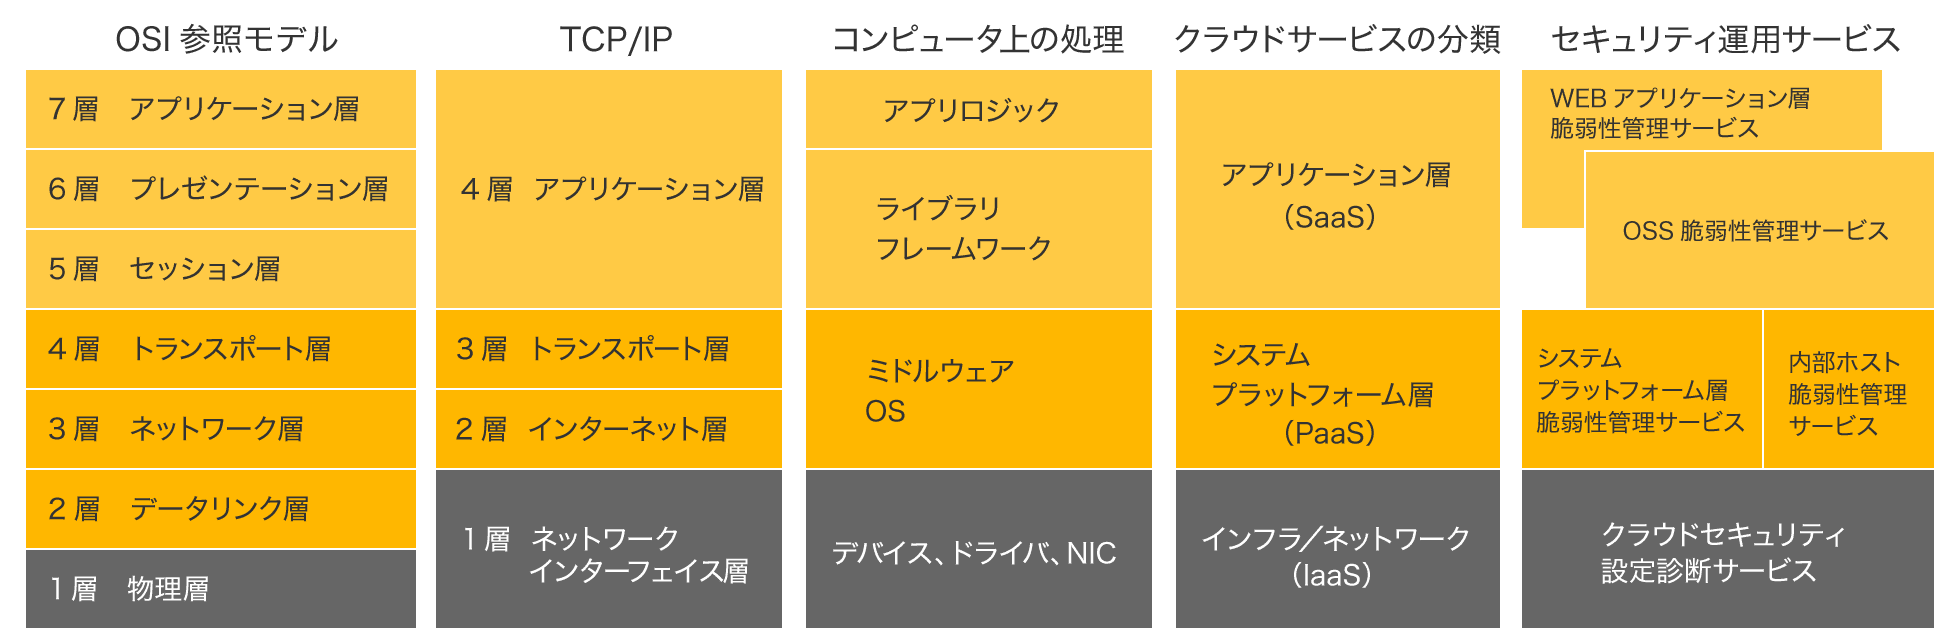 OSI 参照モデル
7 層 アプリケーション層
6 層 プレゼンテーション層
5 層 セッション層
4 層 トランスポート層
3 層 ネットワーク層
2 層 データリンク層
1 層 物理層
TCP/IP
4 層 アプリケーション層
3 層 トランスポート層
2 層 インターネット層
1 層 ネットワーク
インターフェイス層
コンピュータ上の処理
アプリロジック
ライブラリ
フレームワーク
ミドルウェア
OS
デバイス、ドライバ、NIC
クラウドサービスの分類
アプリケーション層
（SaaS）
システム
プラットフォーム層
（PaaS）
インフラ／ネットワーク
（IaaS）
セキュリティ運用サービス
WEB アプリケーション層
脆弱性管理サービス
OSS 脆弱性管理サービス
システム
プラットフォーム層
脆弱性管理サービス
内部ホスト
脆弱性管理
サービス
クラウドセキュリティ
設定診断サービス